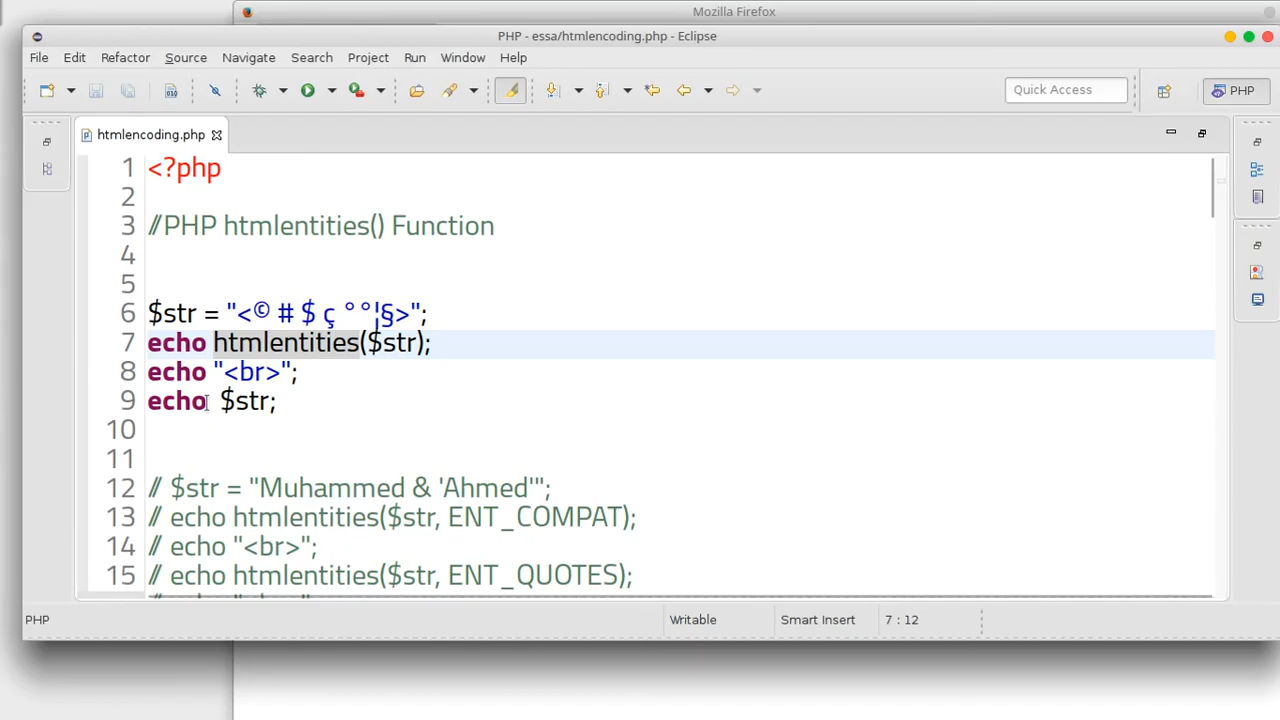 Mozilla Firefox
PHP - essa/htmlencoding.php - Eclipse
File Edit Refactor Source Navigate Search Project Run Window Help
Quick Access
PHP
htmlencoding.php
1 <?php
2
3 //PHP htmlentities() Function
4
5
6 $str = "<© # $ ç °°¦§>";
7 echo htmlentities($str);
8 echo "<br>";
9 echo  $str;
10
11
12 // $str = "Muhammed & 'Ahmed'";
13 // echo htmlentities($str, ENT_COMPAT);
14 // echo "<br>";
15 // echo htmlentities($str, ENT_QUOTES);
PHP Writable Smart Insert 7 : 12